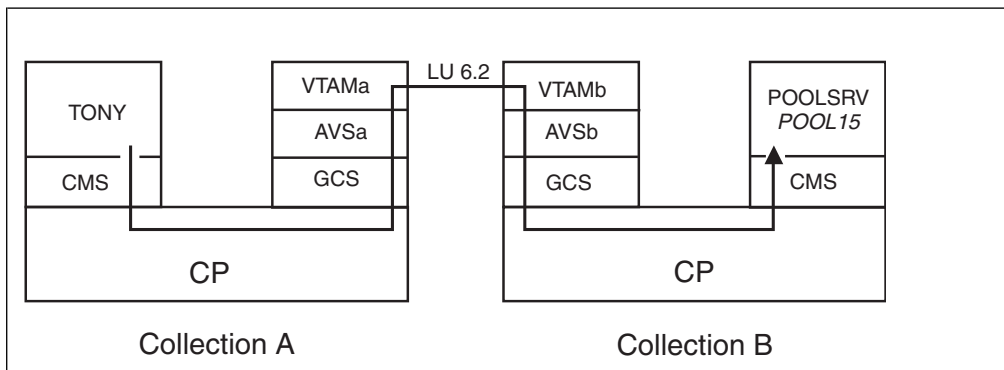 TONY
CMS
VTAMa
AVSa
GCS
CP
Collection A
LU 6.2
VTAMb
AVSb
GCS
POOLSRV
POOL15
CMS
CP
Collection B